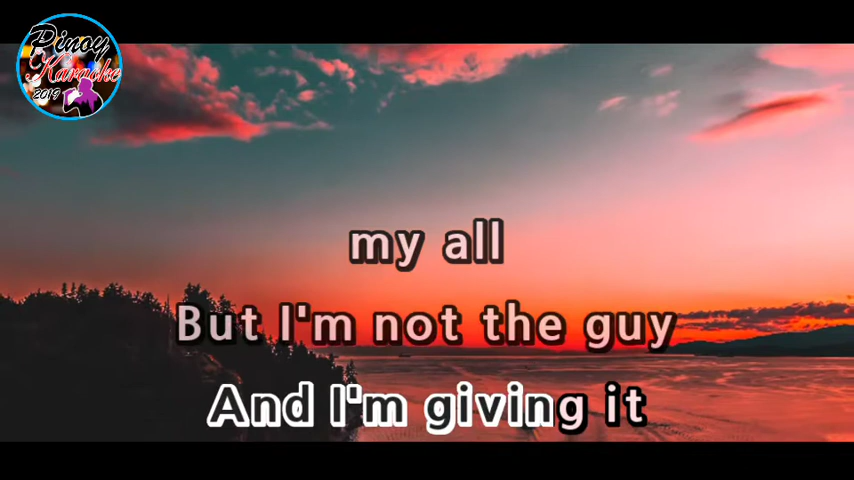 Pinoy
Karaoke
2019
my all
But I'm not the guy
And I'm giving it